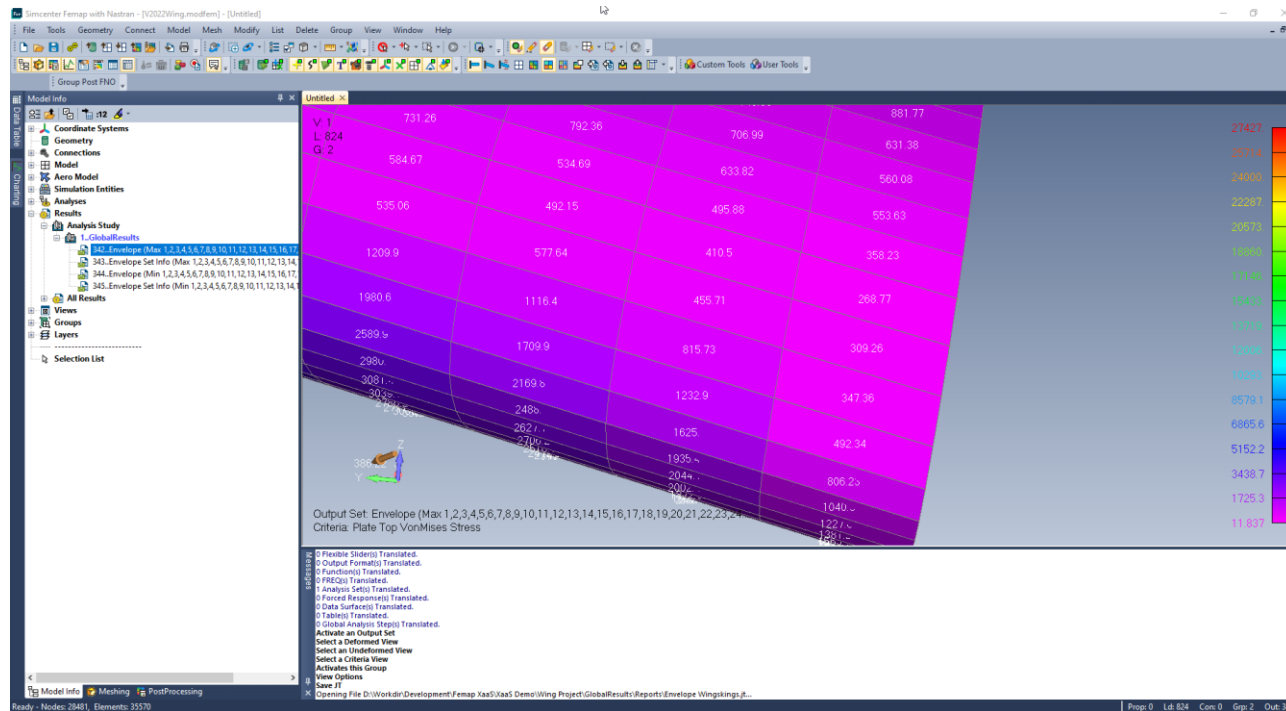 Simcenter Femap with Nastran - [V2022Wing.modfem] - [Untitled]
File Tools Geometry Connect Model Mesh Modify List Delete Group View Window Help
Custom Tools User Tools
Group Post FNO
Model Info
Untitled
Data Table
Charting
:12
Coordinate Systems
Geometry
Connections
Model
Aero Model
Simulation Entities
Analyses
Results
Analysis Study
1..GlobalResults
342..Envelope (Max 1,2,3,4,5,6,7,8,9,10,11,12,13,14,15,16,17,
343..Envelope Set Info (Max 1,2,3,4,5,6,7,8,9,10,11,12,13,14,
344..Envelope (Min 1,2,3,4,5,6,7,8,9,10,11,12,13,14,15,16,17,
345..Envelope Set Info (Min 1,2,3,4,5,6,7,8,9,10,11,12,13,14,1
All Results
Views
Groups
Layers
Selection List
Model Info Meshing PostProcessing
V: 1
L: 824
G: 2
731.26 792.36 706.99 881.77
631.38
584.67 534.69 633.82 560.08
535.06 492.15 495.88 553.63
1209.9 577.64 410.5 358.23
1980.6 1116.4 455.71 268.77
2589.9 1709.9 815.73 309.26
2980. 2169.6 1232.9 347.36
2486. 1625. 492.34
2627. 1935. 806.23
2044. 1040.
2002. 1227.
Z
Y
27427
24000
22287.
20573.
18860
8579.1
6865.6
5152.2
3438.7
1725.3
11.837
Output Set: Envelope (Max 1,2,3,4,5,6,7,8,9,10,11,12,13,14,15,16,17,18,19,20,21,22,23,24
Criteria: Plate Top VonMises Stress
Messages
0 Flexible Slider(s) Translated.
0 Output Format(s) Translated.
0 Function(s) Translated.
0 FREQ(s) Translated.
1 Analysis Set(s) Translated.
0 Forced Response(s) Translated.
0 Data Surface(s) Translated.
0 Table(s) Translated.
0 Global Analysis Step(s) Translated.
Activate an Output Set
Select a Deformed View
Select an Undeformed View
Select a Criteria View
Activates this Group
View Options
Save JT
Opening File D:\Workdir\Development\Femap XaaS\XaaS Demo\Wing Project\GlobalResults\Reports\Envelope Wingskings.jt...
Ready - Nodes: 28481, Elements: 35570
Prop: 0 Ld: 824 Con: 0 Grp: 2 Out: 3